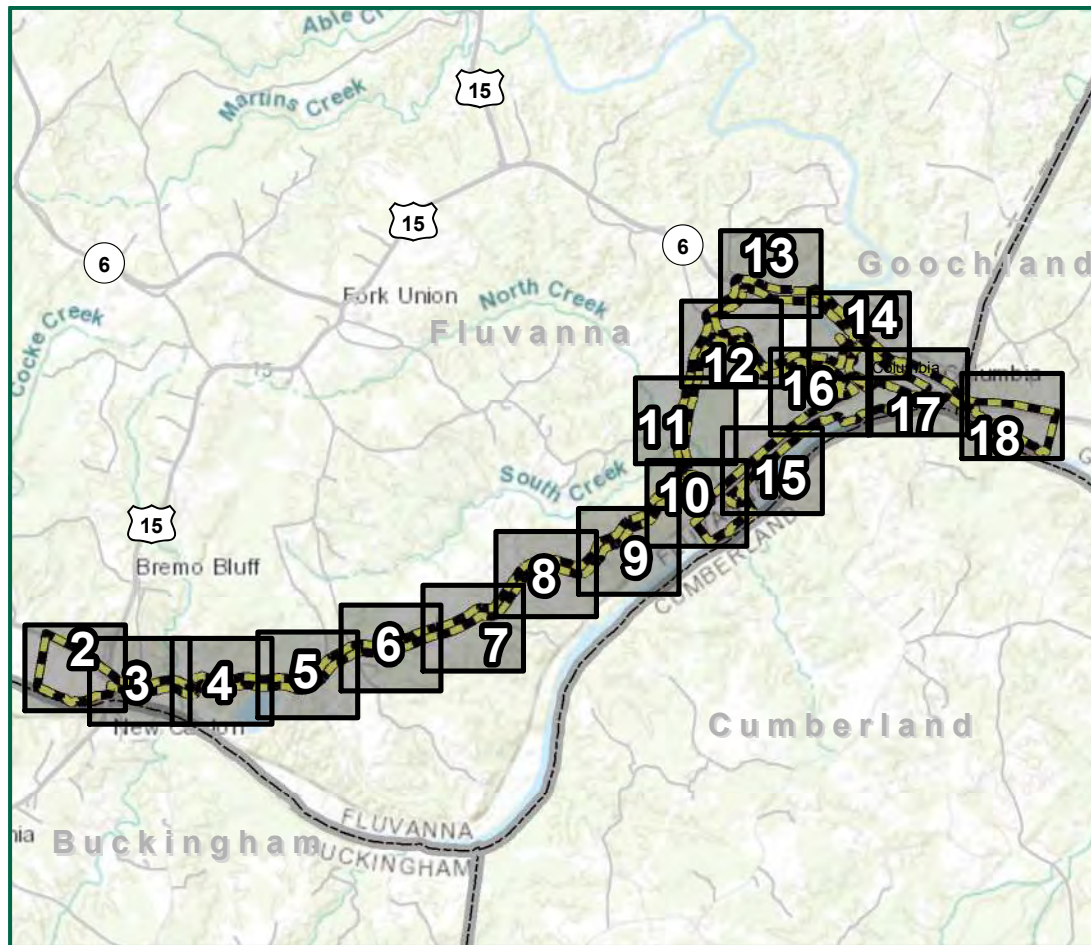 Able Cr
Martins Creek
15
15
6
6
13
Goochland
Cocke Creek
Fork Union
North Creek
Fluvanna
14
12
Columbia
Columbia
16
11
17
18
South Creek
10
15
15
15
9
CUMBERLAND
Bremo Bluff
8
7
6
2
3
4
5
New Canton
Cumberland
FLUVANNA
BUCKINGHAM
nia
Buckingham